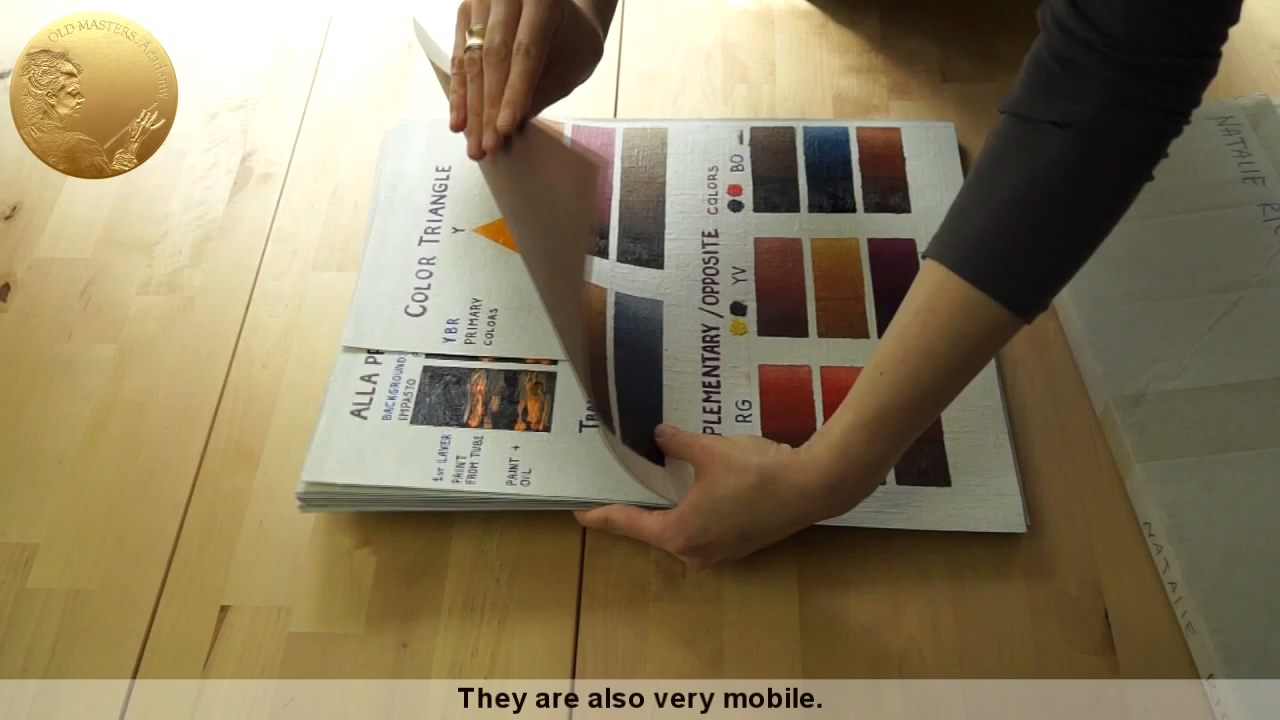 OLD MASTERS Academy
NATALIE
COLOR TRIANGLE
Y
YBR
PRIMARY
COLOAS
ALLA
BACKGROUND
IMPASTO
1ST LAYER
PAINT
FROM TUBE
PAINT +
OIL
COLORS
BO
PLEMENTARY / OPPOSITE
YV
RG
NATALIE
They are also very mobile.